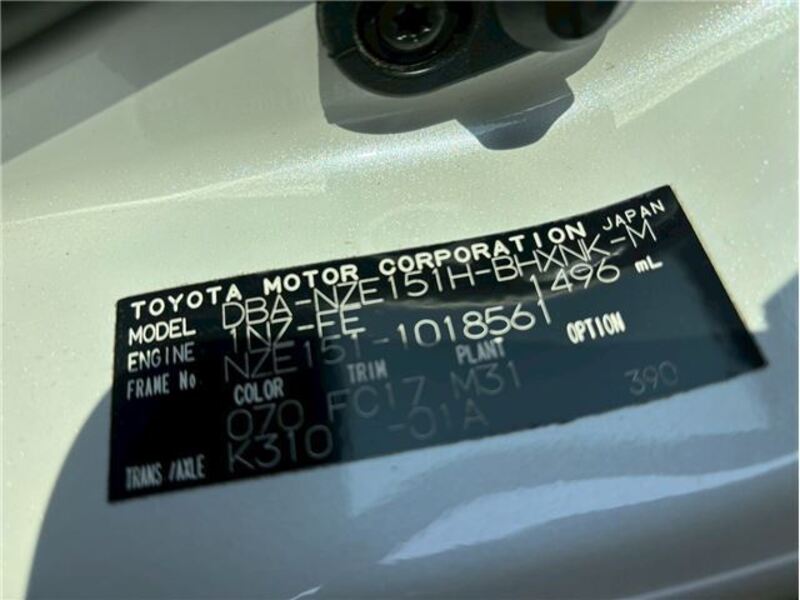 TOYOTA MOTOR CORPORATION JAPAN
MODEL DBA-NZE151H-BHXNK-M
ENGINE 1NZ-FE 1496 mL
FRAME No NZE151-1018561
COLOR TRIM PLANT OPTION
070 FC17 M31 390
TRANS/AXLE K310 -01A